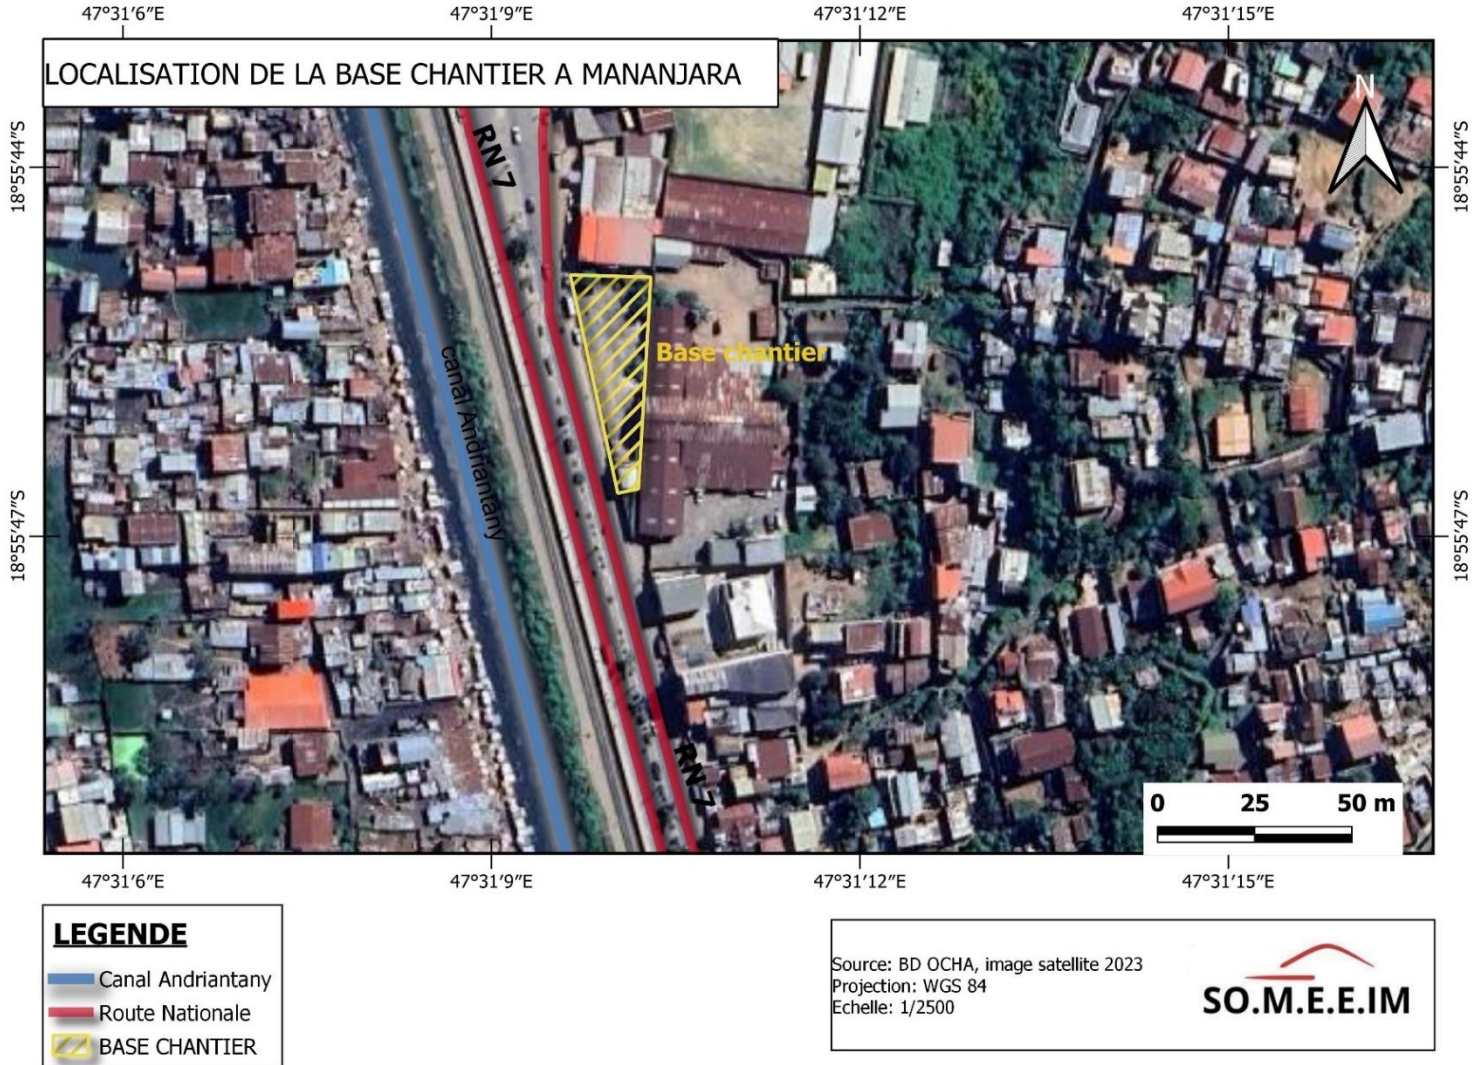 47°31'6"E 47°31'9"E 47°31'12"E 47°31'15"E
LOCALISATION DE LA BASE CHANTIER A MANANJARA
N
RN 7
18°55'44"S 18°55'44"S
Base chantier
canal Andriantany
18°55'47"S 18°55'47"S
RN 7
0 25 50 m
47°31'6"E 47°31'9"E 47°31'12"E 47°31'15"E
LEGENDE
Canal Andriantany
Route Nationale
BASE CHANTIER
Source: BD OCHA, image satellite 2023
Projection: WGS 84
Echelle: 1/2500
SO.M.E.E.IM